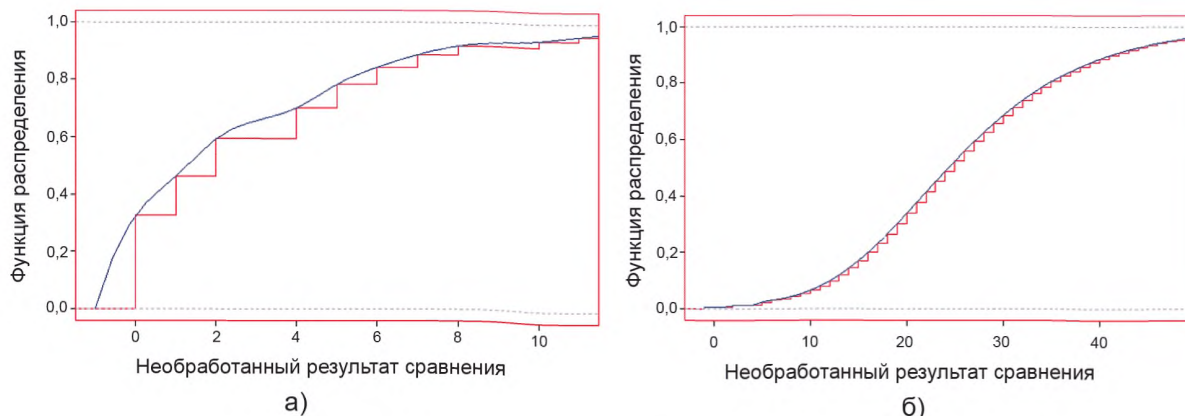 1,0
0,8
0,6
0,4
0,2
0,0
Функция распределения
0 2 4 6 8 10
Необработанный результат сравнения
а)
1,0
0,8
0,6
0,4
0,2
0,0
Функция распределения
0 10 20 30 40
Необработанный результат сравнения
б)